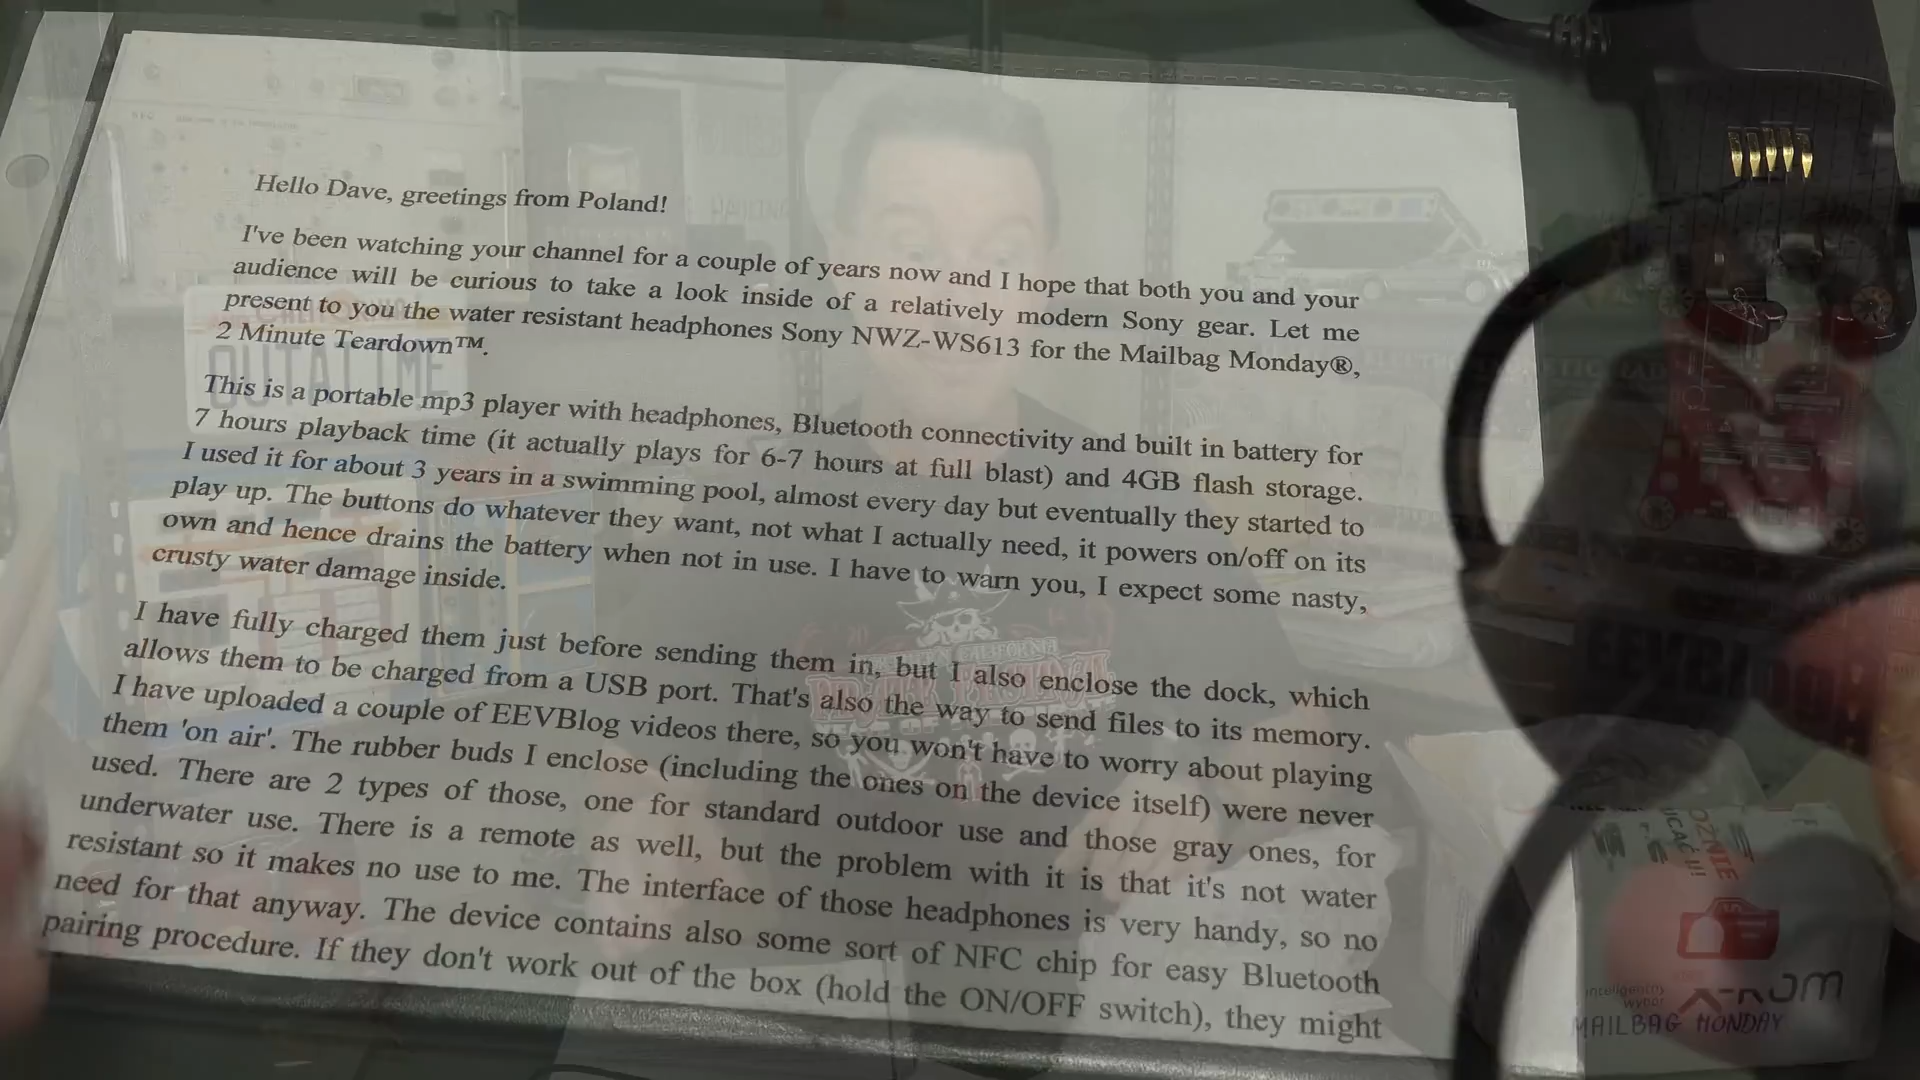 Hello Dave, greetings from Poland!
I've been watching your channel for a couple of years now and I hope that both you and your
audience will be curious to take a look inside of a relatively modern Sony gear. Let me
present to you the water resistant headphones Sony NWZ-WS613 for the Mailbag Monday®,
2 Minute Teardown™.
This is a portable mp3 player with headphones, Bluetooth connectivity and built in battery for
7 hours playback time (it actually plays for 6-7 hours at full blast) and 4GB flash storage.
I used it for about 3 years in a swimming pool, almost every day but eventually they started to
play up. The buttons do whatever they want, not what I actually need, it powers on/off on its
own and hence drains the battery when not in use. I have to warn you, I expect some nasty,
crusty water damage inside.
I have fully charged them just before sending them in, but I also enclose the dock, which
allows them to be charged from a USB port. That's also the way to send files to its memory.
I have uploaded a couple of EEVBlog videos there, so you won't have to worry about playing
them 'on air'. The rubber buds I enclose (including the ones on the device itself) were never
used. There are 2 types of those, one for standard outdoor use and those gray ones, for
underwater use. There is a remote as well, but the problem with it is that it's not water
resistant so it makes no use to me. The interface of those headphones is very handy, so no
need for that anyway. The device contains also some sort of NFC chip for easy Bluetooth
pairing procedure. If they don't work out of the box (hold the ON/OFF switch), they might
OUTATIME
CALIFORNIA
inteligentny
wybór
x-kom
MAILBAG MONDAY